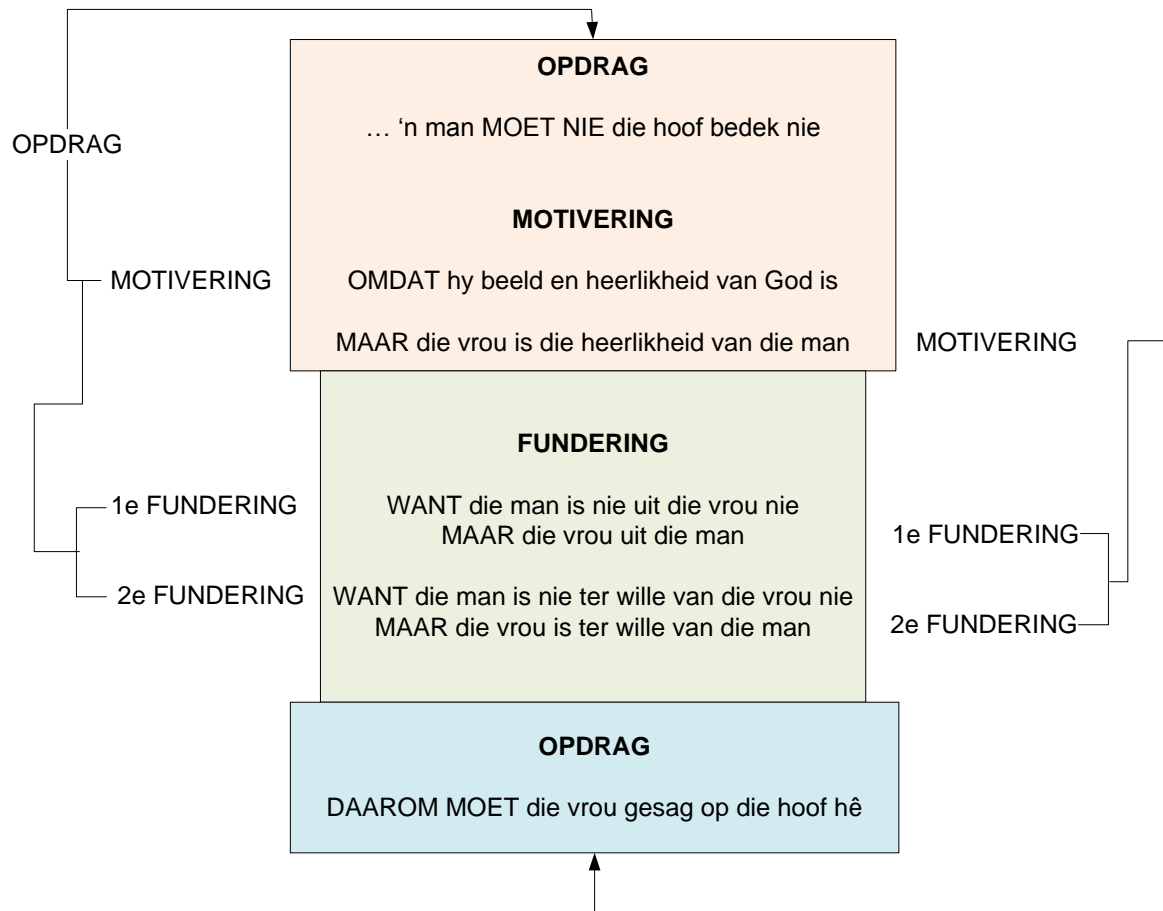 OPDRAG
… ‘n man MOET NIE die hoof bedek nie
OPDRAG
MOTIVERING
MOTIVERING
OMDAT hy beeld en heerlikheid van God is
MAAR die vrou is die heerlikheid van die man
MOTIVERING
FUNDERING
1e FUNDERING
WANT die man is nie uit die vrou nie
MAAR die vrou uit die man
1e FUNDERING
2e FUNDERING
WANT die man is nie ter wille van die vrou nie
MAAR die vrou is ter wille van die man
2e FUNDERING
OPDRAG
DAAROM MOET die vrou gesag op die hoof hê